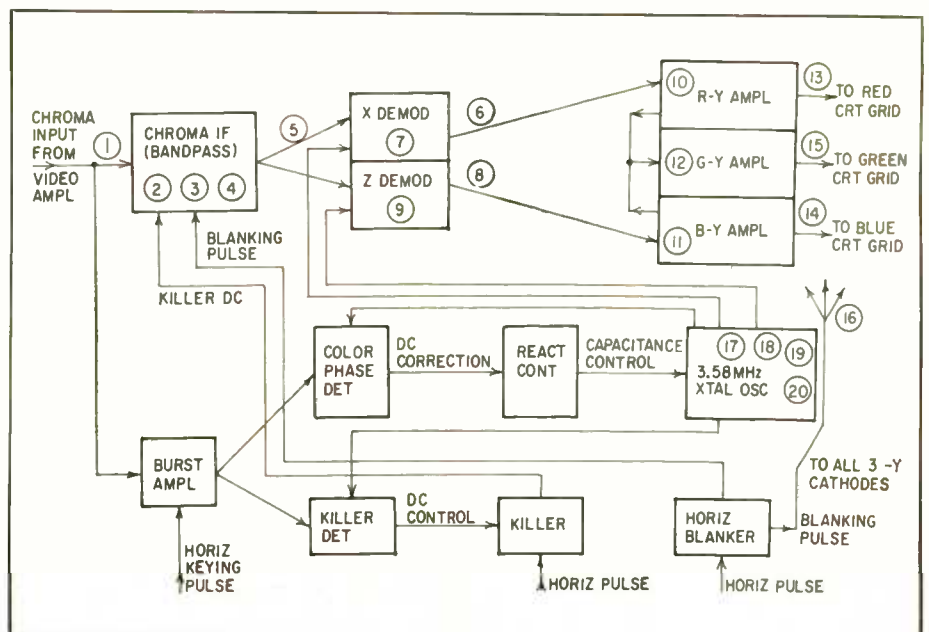 CHROMA
INPUT
FROM
VIDEO
AMPL
1
CHROMA IF
(BANDPASS)
2 3 4
5
X DEMOD
7
Z DEMOD
9
6
8
10 R-Y AMPL
12 G-Y AMPL
11 B-Y AMPL
13
TO RED
CRT GRID
15
TO GREEN
CRT GRID
14
TO BLUE
CRT GRID
BLANKING
PULSE
KILLER DC
COLOR
PHASE
DET
DC
CORRECTION
REACT
CONT
CAPACITANCE
CONTROL
17 18 19
3.58MHz
XTAL OSC
20
16
BURST
AMPL
HORIZ
KEYING
PULSE
KILLER
DET
DC
CONTROL
KILLER
HORIZ PULSE
HORIZ
BLANKER
HORIZ PULSE
TO ALL 3 -Y
CATHODES
BLANKING
PULSE